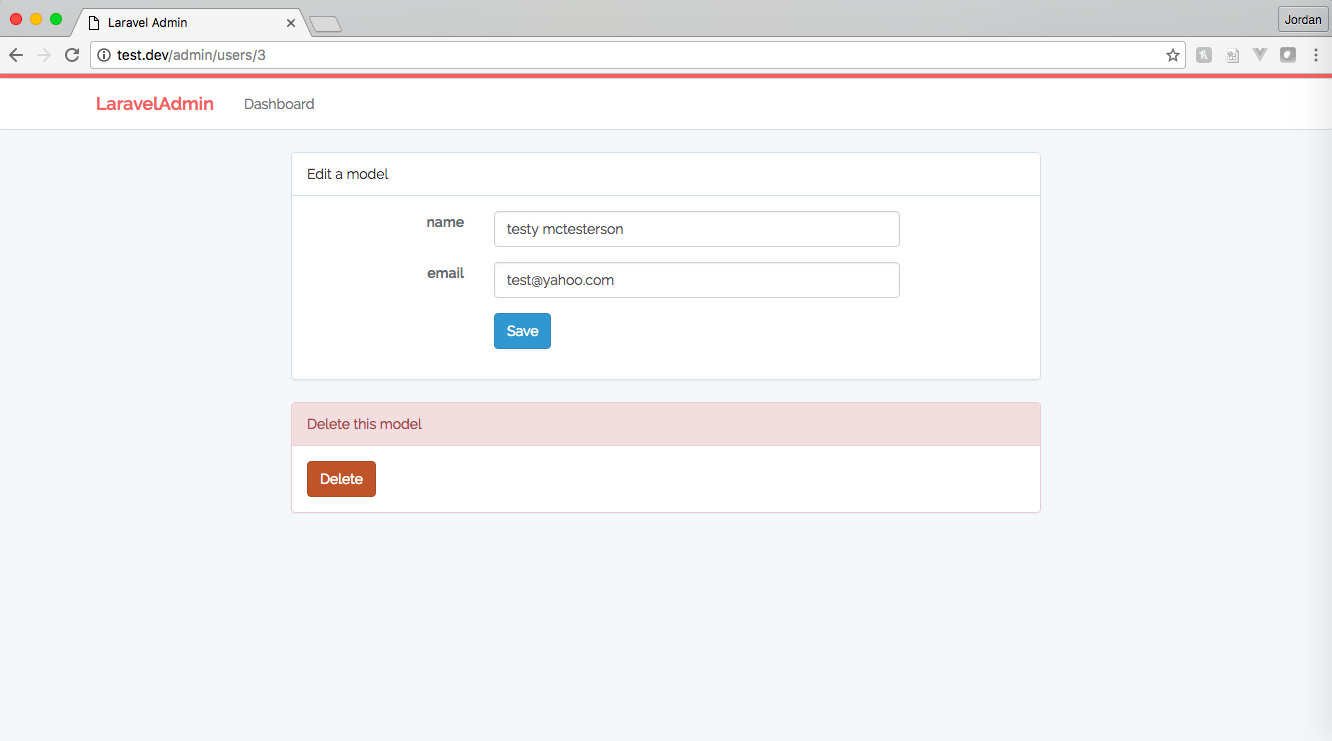 Laravel Admin
Jordan
test.dev/admin/users/3
LaravelAdmin Dashboard
Edit a model
name testy mctesterson
email test@yahoo.com
Save
Delete this model
Delete